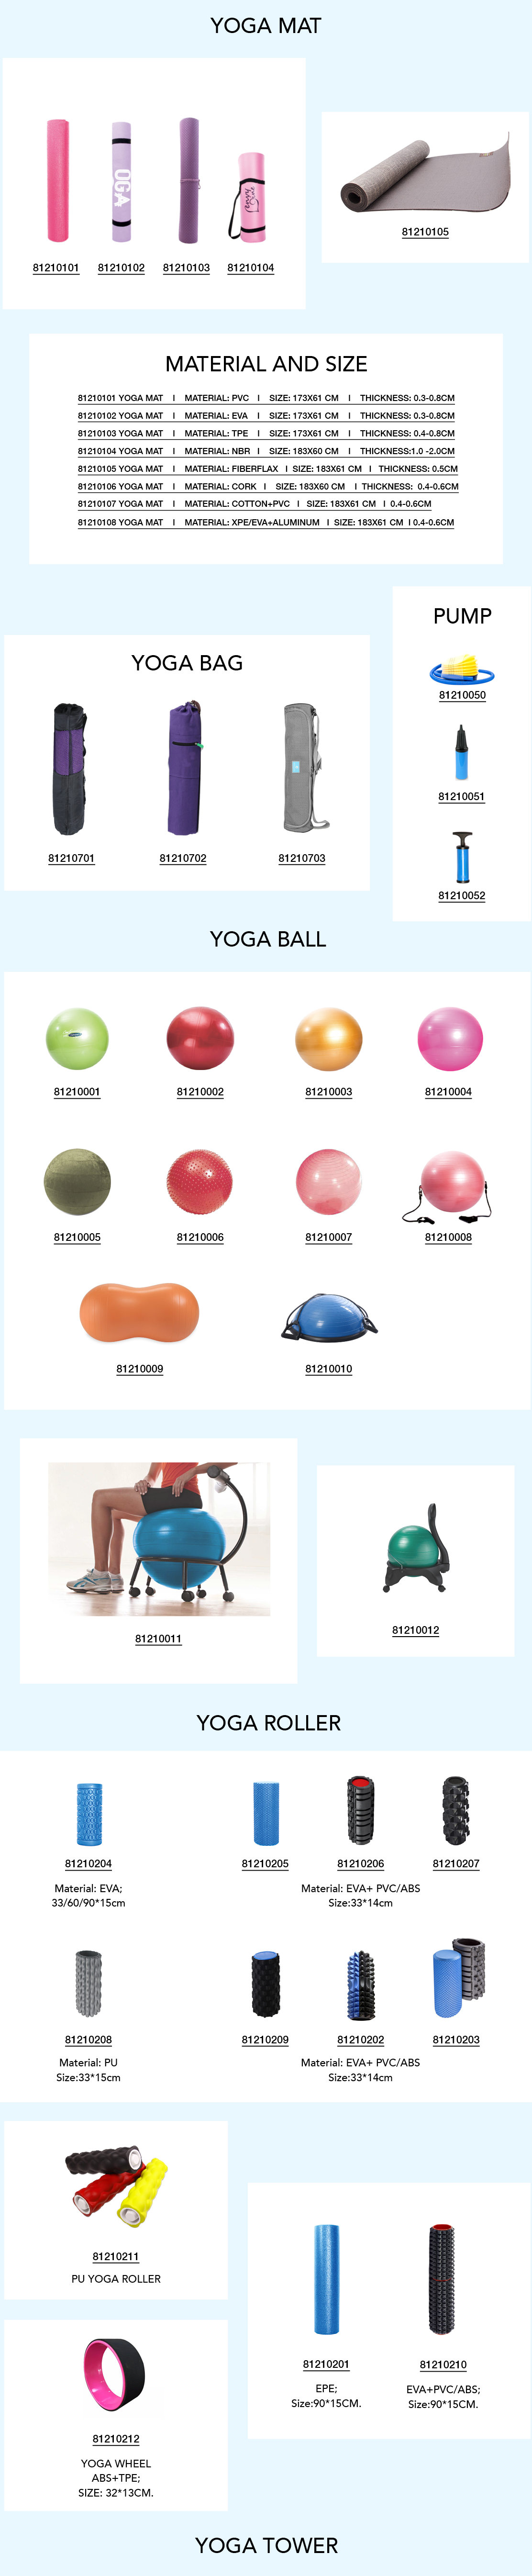 YOGA MAT
OGA
81210101 81210102 81210103 81210104
81210105
MATERIAL AND SIZE
81210101 YOGA MAT I MATERIAL: PVC I SIZE: 173X61 CM I THICKNESS: 0.3-0.8CM
81210102 YOGA MAT I MATERIAL: EVA I SIZE: 173X61 CM I THICKNESS: 0.3-0.8CM
81210103 YOGA MAT I MATERIAL: TPE I SIZE: 173X61 CM I THICKNESS: 0.4-0.8CM
81210104 YOGA MAT I MATERIAL: NBR I SIZE: 183X60 CM I THICKNESS:1.0 -2.0CM
81210105 YOGA MAT I MATERIAL: FIBERFLAX I SIZE: 183X61 CM I THICKNESS: 0.5CM
81210106 YOGA MAT I MATERIAL: CORK I SIZE: 183X60 CM I THICKNESS: 0.4-0.6CM
81210107 YOGA MAT I MATERIAL: COTTON+PVC I SIZE: 183X61 CM I 0.4-0.6CM
81210108 YOGA MAT I MATERIAL: XPE/EVA+ALUMINUM I SIZE: 183X61 CM I 0.4-0.6CM
PUMP
81210050
81210051
81210052
YOGA BAG
81210701 81210702 81210703
YOGA BALL
81210001 81210002 81210003 81210004
81210005 81210006 81210007 81210008
81210009 81210010
81210011
81210012
YOGA ROLLER
81210204 81210205 81210206 81210207
Material: EVA; Material: EVA+ PVC/ABS
33/60/90*15cm Size:33*14cm
81210208 81210209 81210202 81210203
Material: PU Material: EVA+ PVC/ABS
Size:33*15cm Size:33*14cm
81210211
PU YOGA ROLLER
81210201 81210210
EPE; EVA+PVC/ABS;
Size:90*15CM. Size:90*15CM.
81210212
YOGA WHEEL
ABS+TPE;
SIZE: 32*13CM.
YOGA TOWER